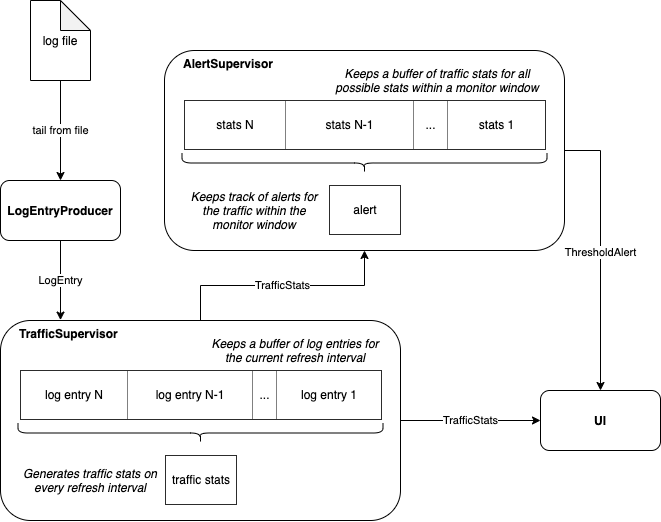 log file
tail from file
LogEntryProducer
LogEntry
AlertSupervisor
Keeps a buffer of traffic stats for all
possible stats within a monitor window
stats N
stats N-1
...
stats 1
Keeps track of alerts for
the traffic within the
monitor window
alert
ThresholdAlert
TrafficStats
TrafficSupervisor
Keeps a buffer of log entries for
the current refresh interval
log entry N
log entry N-1
...
log entry 1
Generates traffic stats on
every refresh interval
traffic stats
TrafficStats
UI